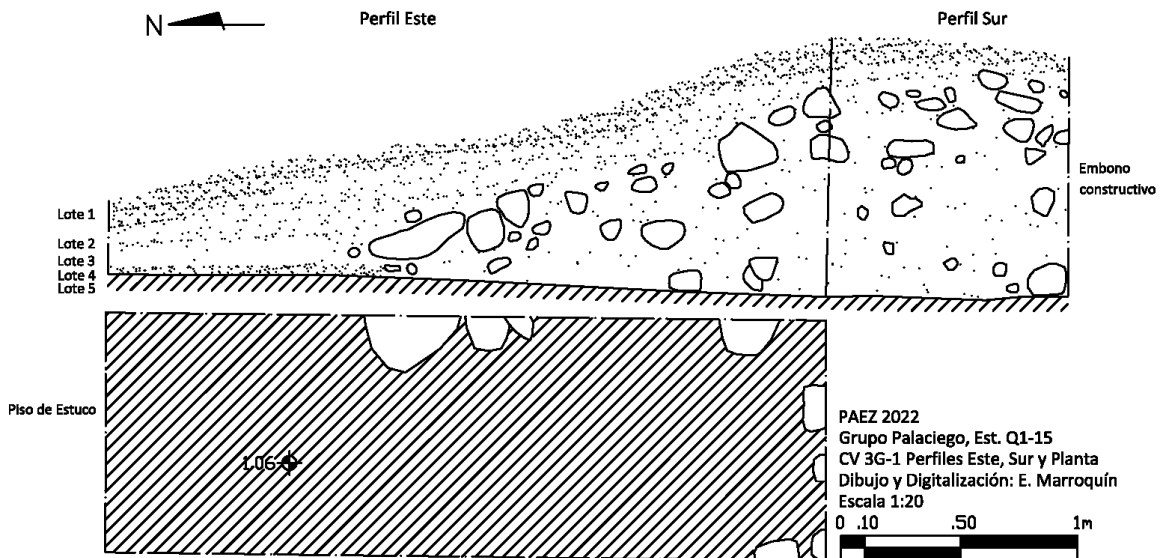 N
Perfil Este
Perfil Sur
Embono
constructivo
Lote 1
Lote 2
Lote 3
Lote 4
Lote 5
Piso de Estuco
1.06
PAEZ 2022
Grupo Palaciego, Est. Q1-15
CV 3G-1 Perfiles Este, Sur y Planta
Dibujo y Digitalización: E. Marroquín
Escala 1:20
0 .10 .50 1m